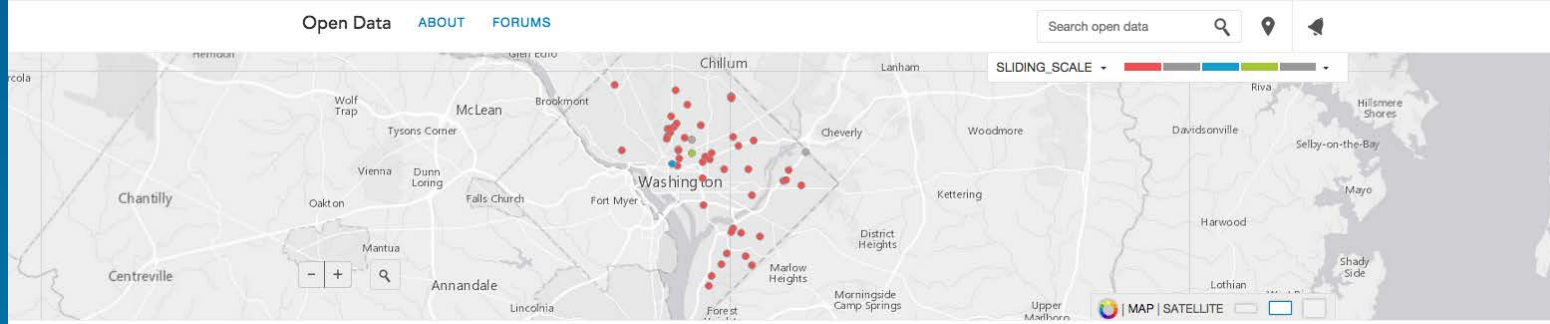 Open Data ABOUT FORUMS
Search open data
SLIDING_SCALE
Herndon
Chillum
Lanham
Riva
Wolf
Trap
McLean
Brookmont
Hillsmere
Shores
Tysons Corner
Cheverly
Woodmore
Davidsonville
Selby-on-the-Bay
Vienna
Dunn
Loring
Washington
Chantilly
Oakton
Falls Church
Fort Myer
Kettering
Mayo
Harwood
Mantua
District
Heights
Centreville
- +
Annandale
Marlow
Heights
Shady
Side
Lothian
Lincolnia
Forest
Morningside
Camp Springs
Upper
Marlboro
| MAP | SATELLITE